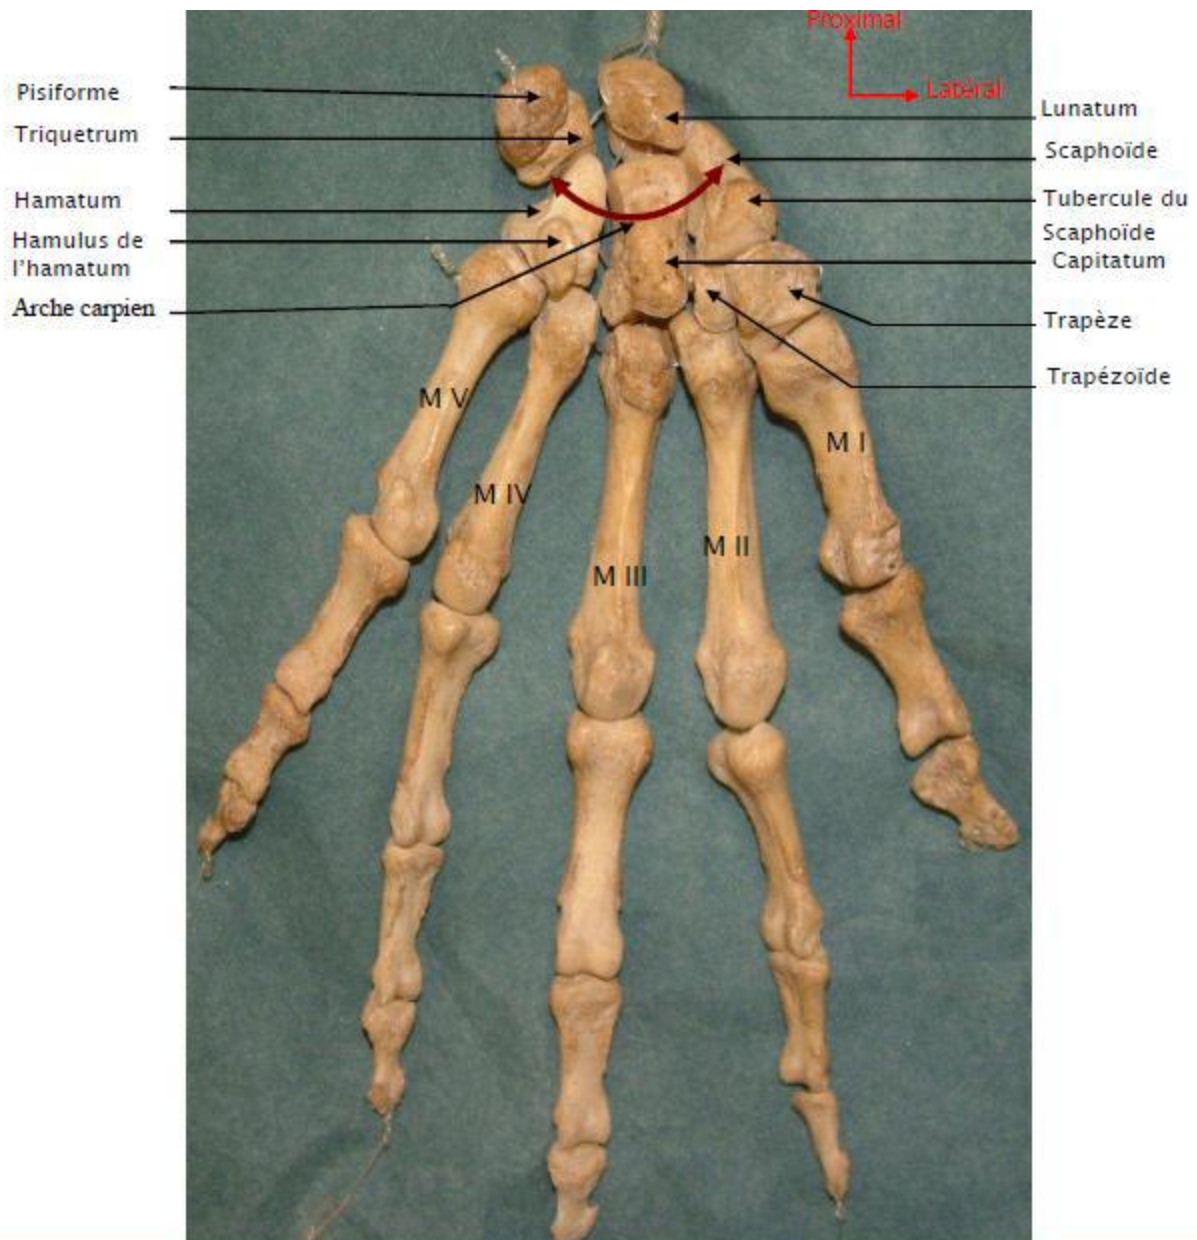 Proximal
Latéral
Pisiforme
Triquetrum
Hamatum
Hamulus de
l'hamatum
Arche carpien
Lunatum
Scaphoïde
Tubercule du
Scaphoïde
Capitatum
Trapèze
Trapézoïde
M V
M IV
M III
M II
M I